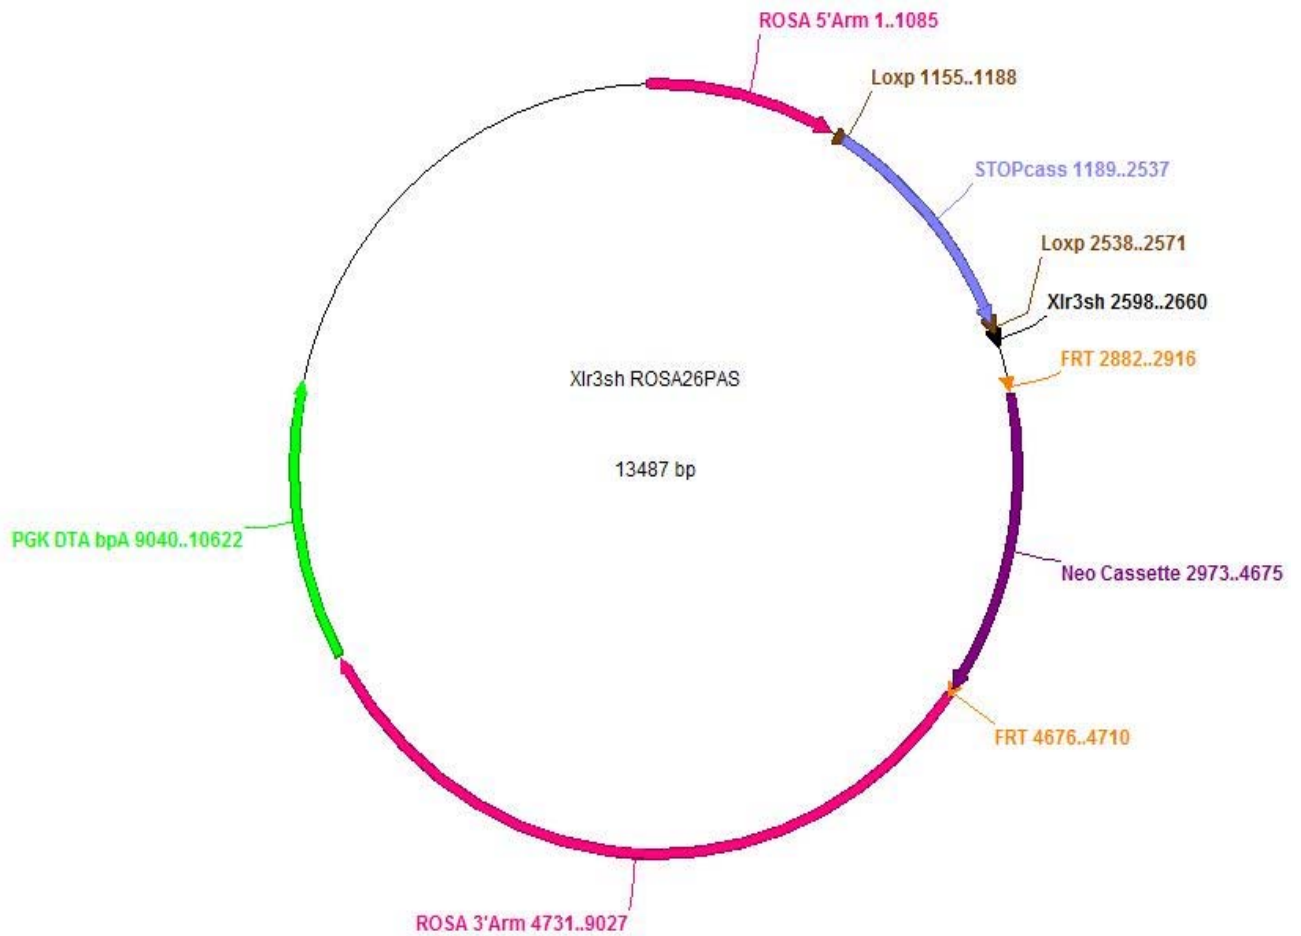 ROSA 5'Arm 1..1085
Loxp 1155..1188
STOPcass 1189..2537
Loxp 2538..2571
Xlr3sh 2598..2660
FRT 2882..2916
Xlr3sh ROSA26PAS
13487 bp
PGK DTA bpA 9040..10622
Neo Cassette 2973..4675
FRT 4676..4710
ROSA 3'Arm 4731..9027